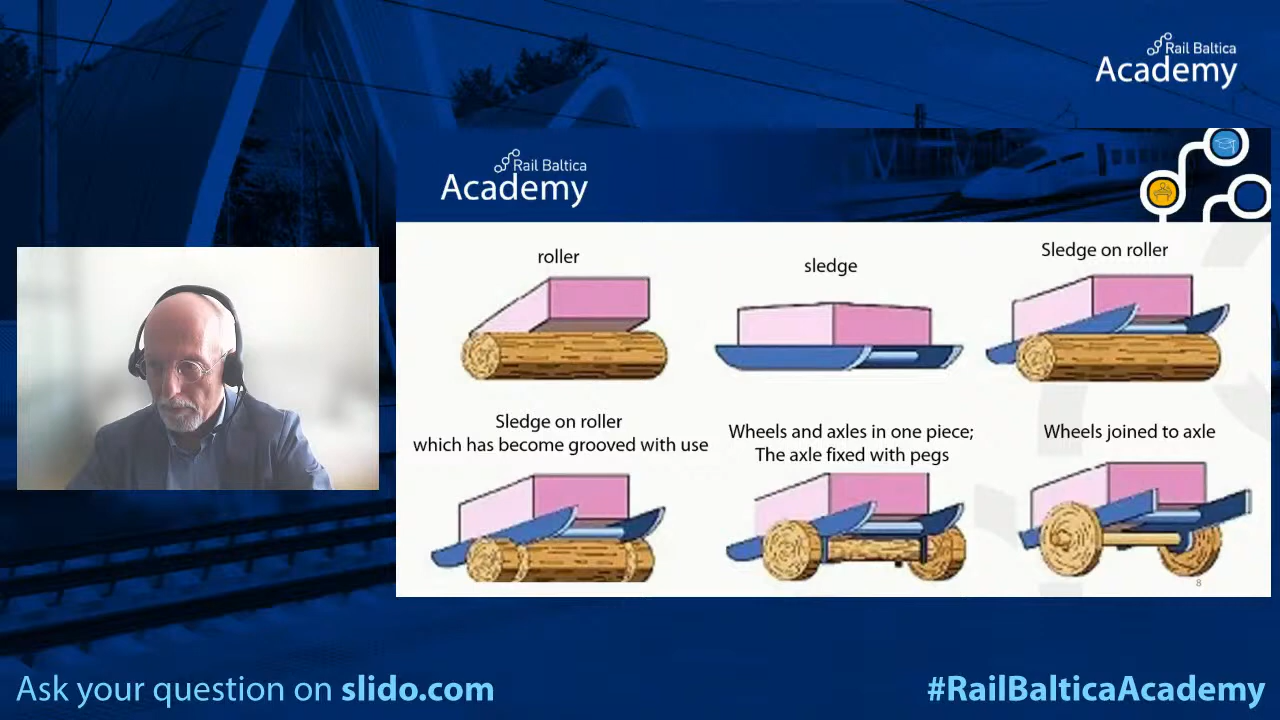 Rail Baltica
Academy
Rail Baltica
Academy
roller
sledge
Sledge on roller
Sledge on roller
which has become grooved with use
Wheels and axles in one piece;
The axle fixed with pegs
Wheels joined to axle
8
Ask your question on slido.com
#RailBalticaAcademy